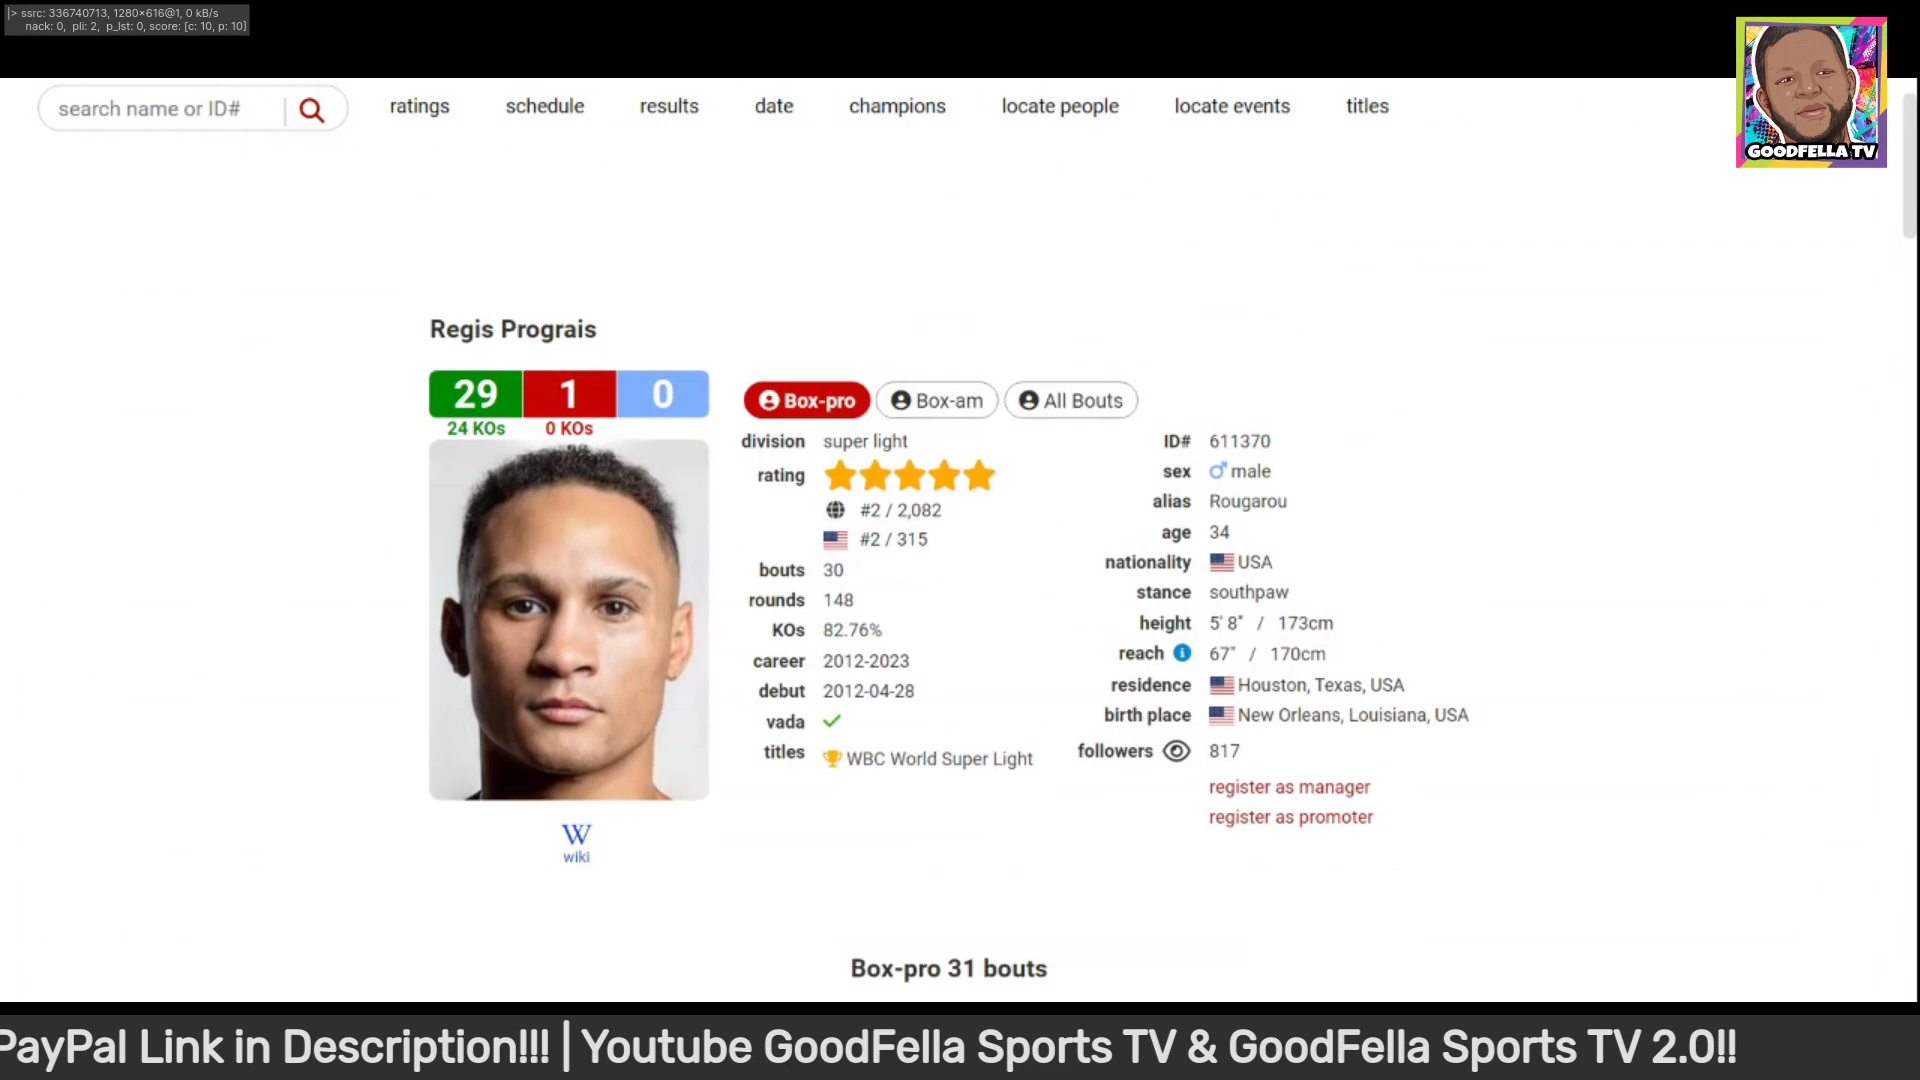 |> ssrc: 336740713, 1280×616@1, 0 kB/s
nack: 0, pli: 2, p_lst: 0, score: [c: 10, p: 10]
search name or ID#
ratings schedule results date champions locate people locate events titles
GOODFELLA TV
Regis Prograis
29 1 0
24 KOs 0 KOs
Box-pro Box-am All Bouts
division super light
rating
#2 / 2,082
#2 / 315
bouts 30
rounds 148
KOs 82.76%
career 2012-2023
debut 2012-04-28
vada
titles WBC World Super Light
ID# 611370
sex male
alias Rougarou
age 34
nationality USA
stance southpaw
height 5' 8" / 173cm
reach 67" / 170cm
residence Houston, Texas, USA
birth place New Orleans, Louisiana, USA
followers 817
register as manager
register as promoter
W
wiki
Box-pro 31 bouts
PayPal Link in Description!!! | Youtube GoodFella Sports TV & GoodFella Sports TV 2.0!!